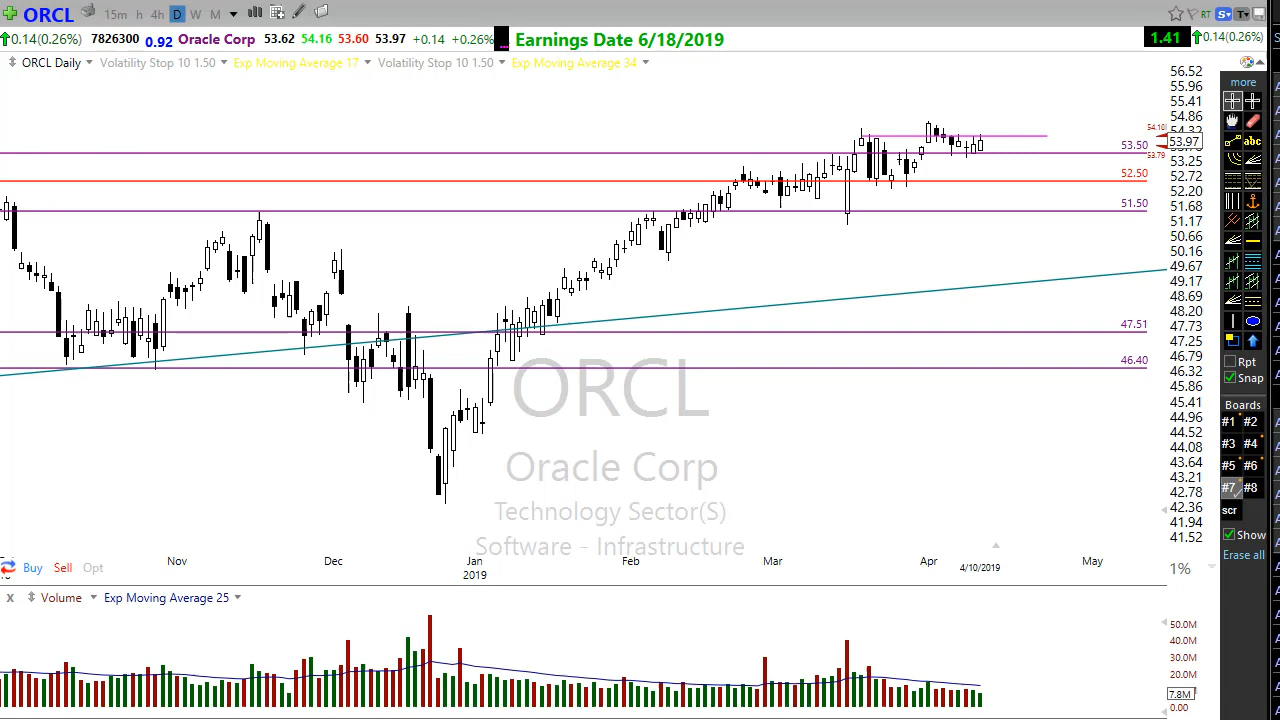 ORCL 15m h 4h D W M RT S T
0.14(0.26%) 7826300 0.92 Oracle Corp 53.62 54.16 53.60 53.97 +0.14 +0.26% ... Earnings Date 6/18/2019 1.41 0.14(0.26%)
ORCL Daily Volatility Stop 10 1.50 Exp Moving Average 17 Volatility Stop 10 1.50 Exp Moving Average 34
56.52
more
55.96
55.41
54.86
54.32
53.97
53.25
52.72
52.20
51.68
51.17
50.66
50.16
49.67
49.17
48.69
48.20
47.73
47.25
46.79
46.32
45.86
45.41
44.96
44.52
44.08
43.64
43.21
42.78
42.36
41.94
41.52
53.79
53.50
52.50
51.50
47.51
46.40
abc
Rpt
Snap
Boards
#1 #2
#3 #4
#5 #6
#7 #8
scr
Show
Erase all
ORCL
Oracle Corp
Technology Sector(S)
Software - Infrastructure
Nov Dec Jan Feb Mar Apr May
2019 4/10/2019
Buy Sell Opt 1%
x Volume Exp Moving Average 25
50.0M
40.0M
30.0M
20.0M
7.8M
0.00